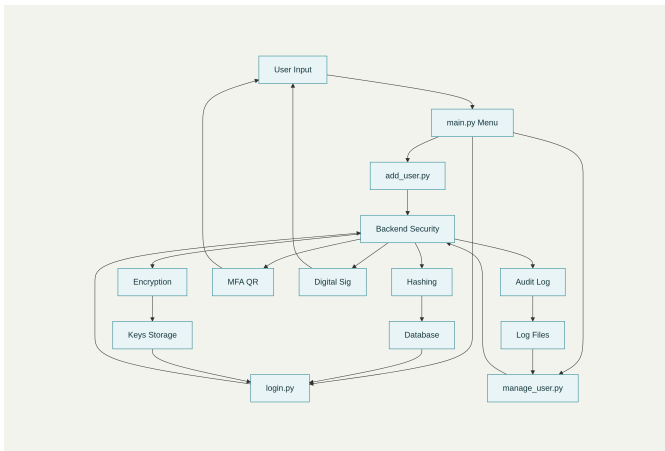 User Input
main.py Menu
add_user.py
Backend Security
Encryption
MFA QR
Digital Sig
Hashing
Audit Log
Keys Storage
Database
Log Files
login.py
manage_user.py